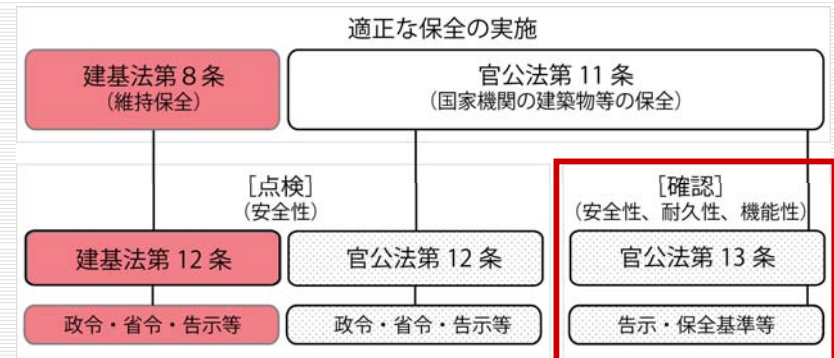 適正な保全の実施
建基法第８条
(維持保全)
官公法第 11 条
(国家機関の建築物等の保全)
［点検］
(安全性)
［確認］
(安全性、耐久性、機能性)
建基法第 12 条
官公法第 12 条
官公法第 13 条
政令・省令・告示等
政令・省令・告示等
告示・保全基準等